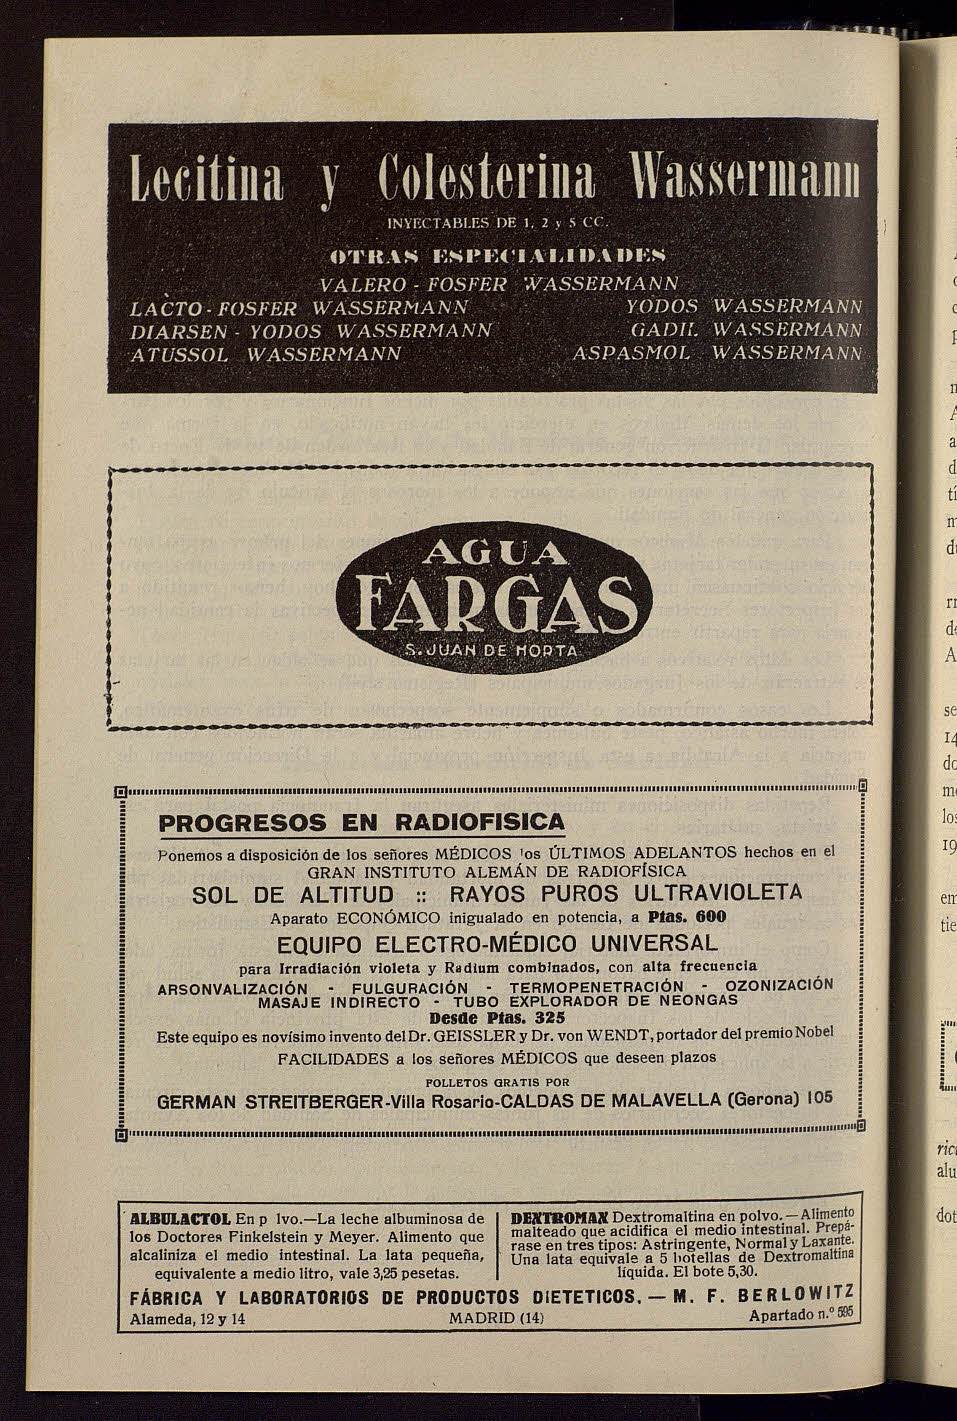 Lecitina y Colesterina Wassermann
INYECTABLES DE 1, 2 y 5 CC.
OTRAS ESPECIALIDADES
VALERO - FOSFER WASSERMANN
LACTO - FOSFER WASSERMANN YODOS WASSERMANN
DIARSEN - YODOS WASSERMANN GADIL WASSERMANN
ATUSSOL WASSERMANN ASPASMOL WASSERMANN
AGUA
FARGAS
S. JUAN DE HORTA
PROGRESOS EN RADIOFISICA
Ponemos a disposición de los señores MÉDICOS 'os ÚLTIMOS ADELANTOS hechos en el
GRAN INSTITUTO ALEMÁN DE RADIOFÍSICA
SOL DE ALTITUD :: RAYOS PUROS ULTRAVIOLETA
Aparato ECONÓMICO inigualado en potencia, a Ptas. 600
EQUIPO ELECTRO-MÉDICO UNIVERSAL
para Irradiación violeta y Radium combinados, con alta frecuencia
ARSONVALIZACIÓN - FULGURACIÓN - TERMOPENETRACIÓN - OZONIZACIÓN
MASAJE INDIRECTO - TUBO EXPLORADOR DE NEONGAS
Desde Ptas. 325
Este equipo es novísimo invento del Dr. GEISSLER y Dr. von WENDT, portador del premio Nobel
FACILIDADES a los señores MÉDICOS que deseen plazos
FOLLETOS GRATIS POR
GERMAN STREITBERGER-Villa Rosario-CALDAS DE MALAVELLA (Gerona) 105
ALBULACTOL En p lvo.—La leche albuminosa de
los Doctores Finkelstein y Meyer. Alimento que
alcaliniza el medio intestinal. La lata pequeña,
equivalente a medio litro, vale 3,25 pesetas.
DEXTROMAX Dextromaltina en polvo.—Alimento
malteado que acidifica el medio intestinal. Prepá-
rase en tres tipos: Astringente, Normal y Laxante.
Una lata equivale a 5 botellas de Dextromaltina
líquida. El bote 5,30.
FÁBRICA Y LABORATORIOS DE PRODUCTOS DIETETICOS.—M. F. BERLOWITZ
Alameda, 12 y 14 MADRID (14) Apartado n.º 595